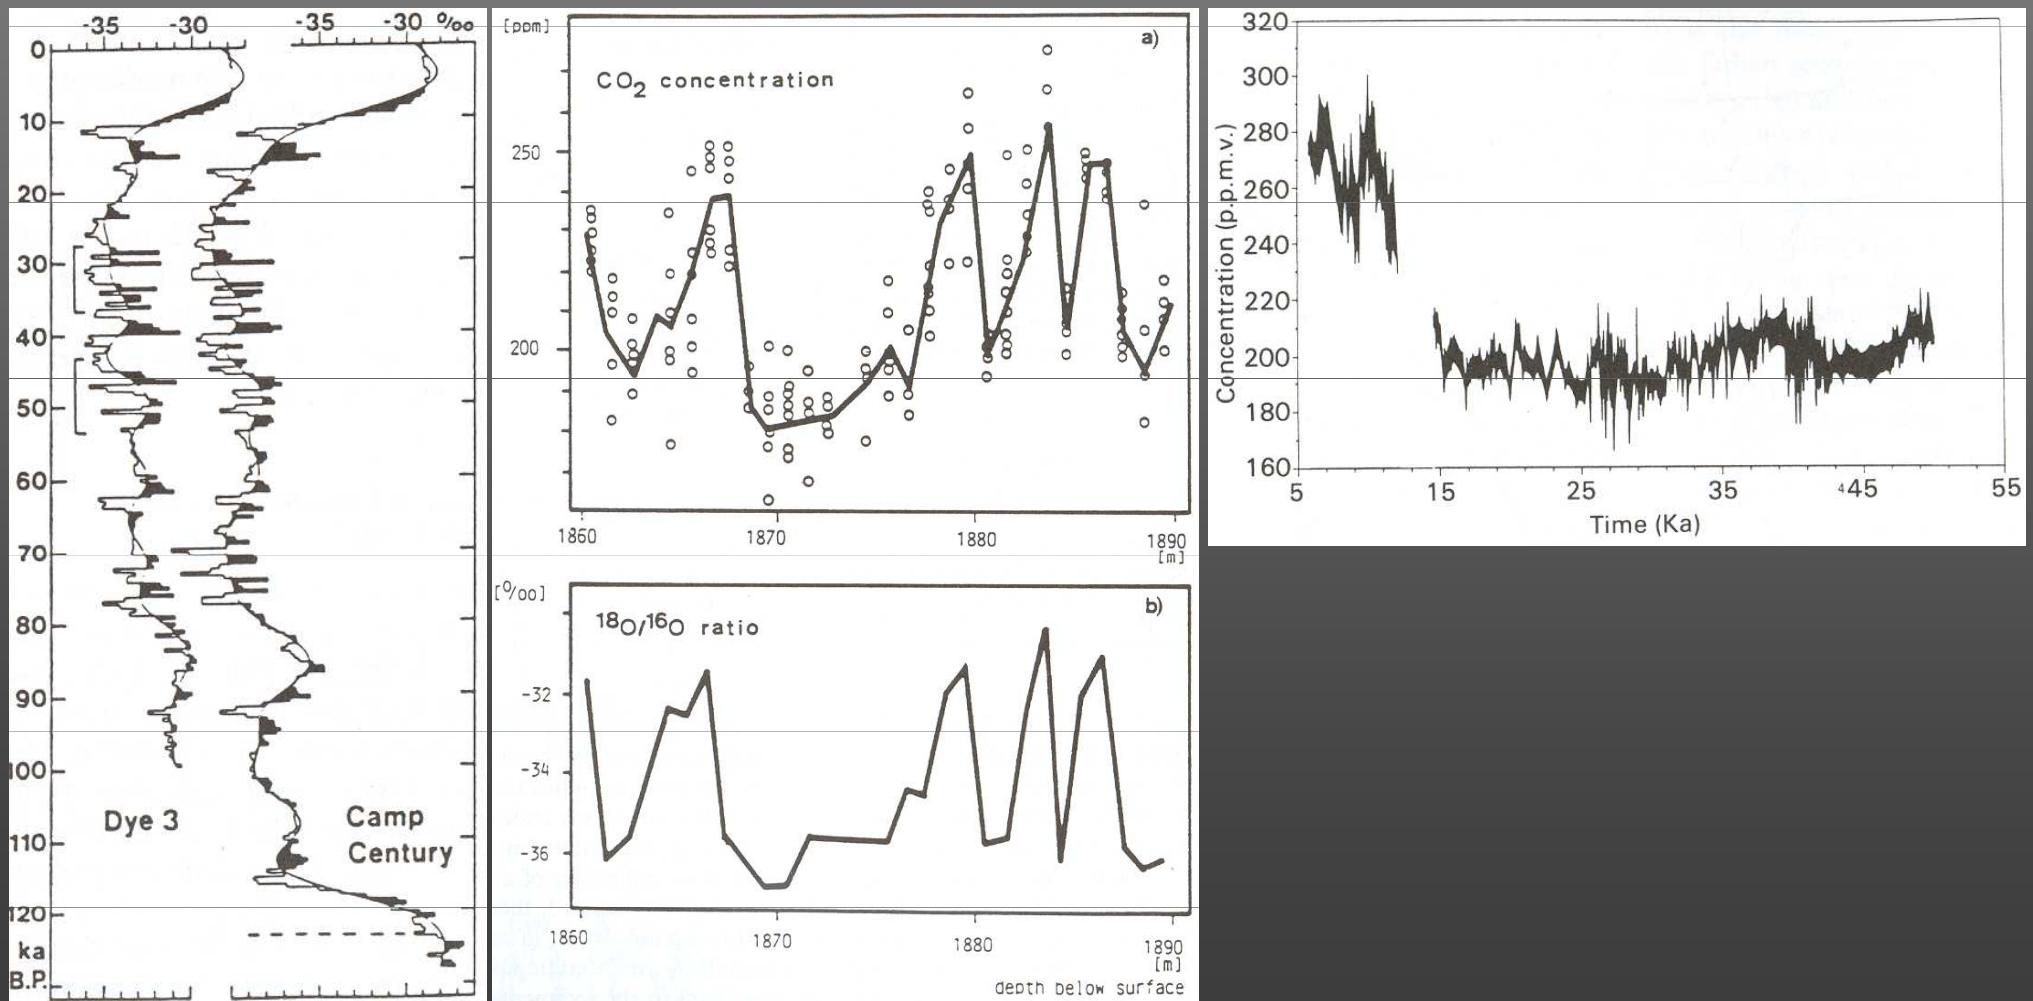 -35 -30 -35 -30 º/oo
0
10
20
30
40
50
60
70
80
90
100
110
120
ka
B.P.
Dye 3
Camp
Century
[ppm]
a)
CO2 concentration
250
200
1860 1870 1880 1890
[m]
[º/oo]
b)
18O/16O ratio
-32
-34
-36
1860 1870 1880 1890
[m]
depth below surface
Concentration (p.p.m.v.)
320
300
280
260
240
220
200
180
160
5 15 25 35 45 55
Time (Ka)